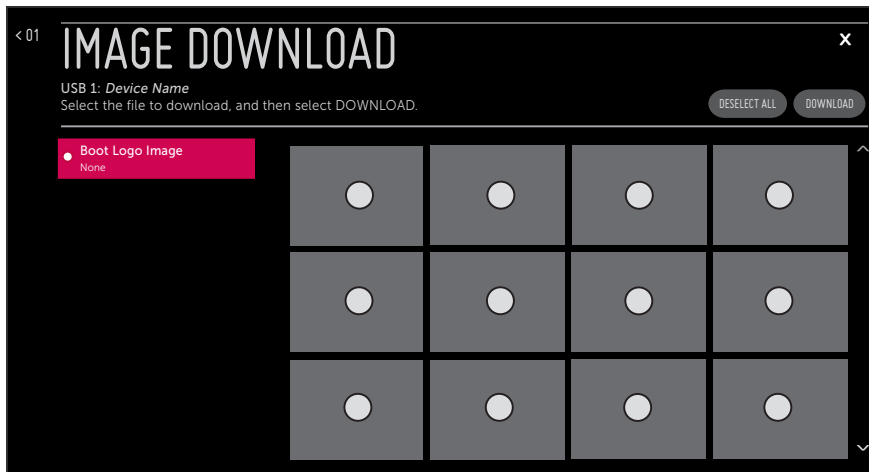 < 01
IMAGE DOWNLOAD
X
USB 1: Device Name
Select the file to download, and then select DOWNLOAD.
DESELECT ALL
DOWNLOAD
Boot Logo Image
None